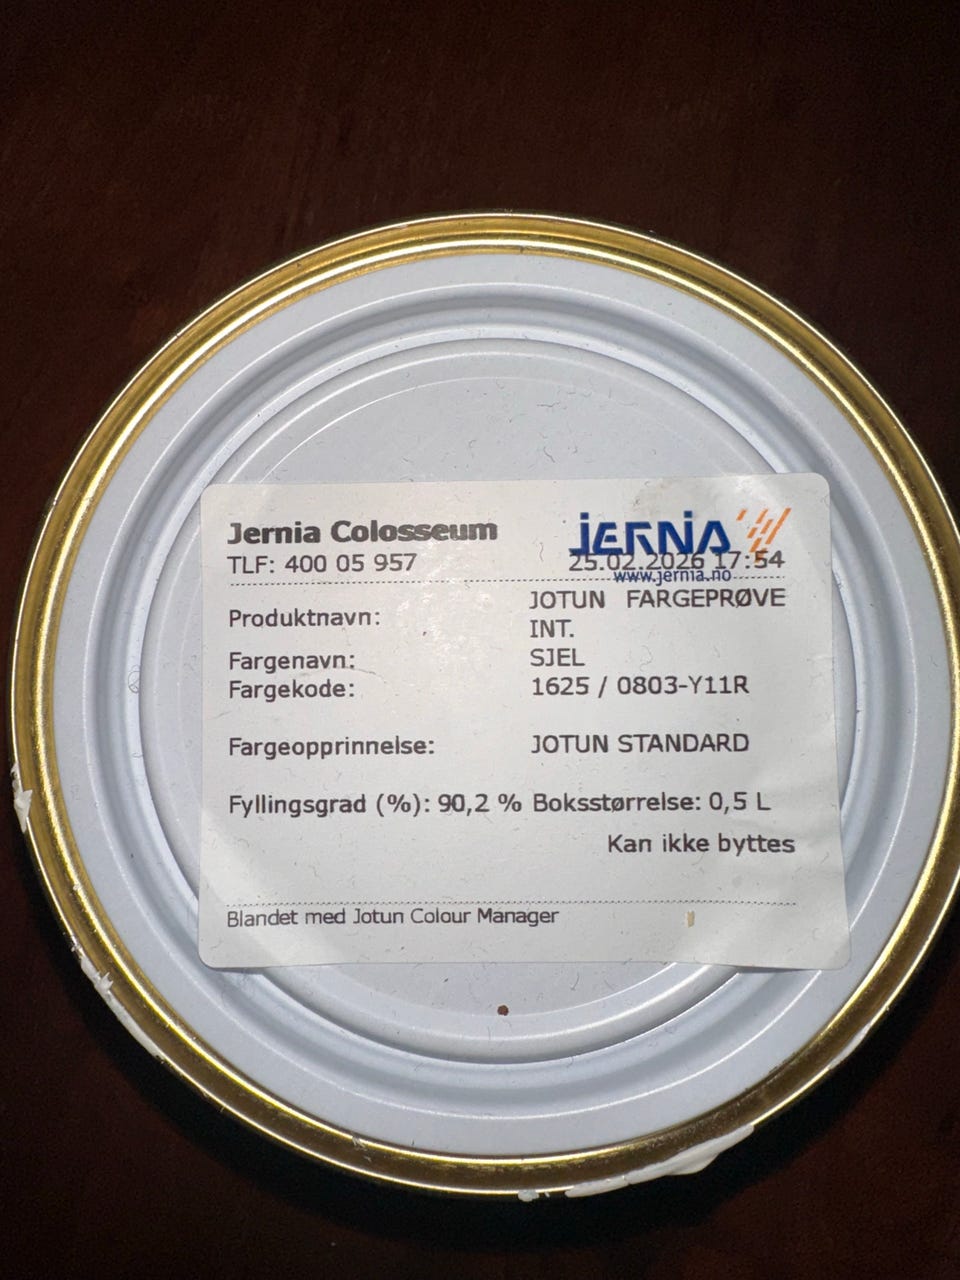 Jernia Colosseum
JERNIA
TLF: 400 05 957
25.02.2026 17:54
www.jernia.no
Produktnavn: JOTUN FARGEPRØVE
INT.
Fargenavn: SJEL
Fargekode: 1625 / 0803-Y11R
Fargeopprinnelse: JOTUN STANDARD
Fyllingsgrad (%): 90,2 % Boksstørrelse: 0,5 L
Kan ikke byttes
Blandet med Jotun Colour Manager